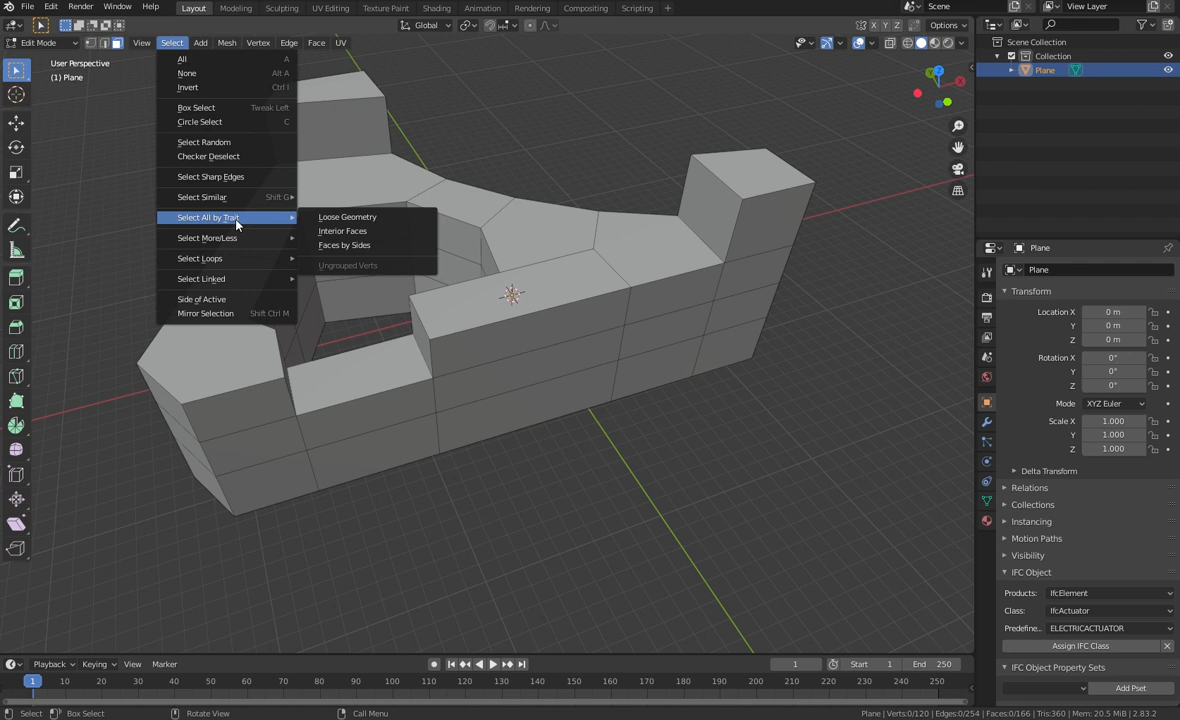 File Edit Render Window Help
Layout Modeling Sculpting UV Editing Texture Paint Shading Animation Rendering Compositing Scripting +
Scene
View Layer
Global
X Y Z
Options
Edit Mode
View Select Add Mesh Vertex Edge Face UV
User Perspective
(1) Plane
All A
None Alt A
Invert Ctrl I
Box Select Tweak Left
Circle Select C
Select Random
Checker Deselect
Select Sharp Edges
Select Similar Shift G
Select All by Trait
Select More/Less
Select Loops
Select Linked
Side of Active
Mirror Selection Shift Ctrl M
Loose Geometry
Interior Faces
Faces by Sides
Ungrouped Verts
Z
Y
X
Scene Collection
Collection
Plane
Plane
Plane
Transform
Location X 0 m
Y 0 m
Z 0 m
Rotation X 0°
Y 0°
Z 0°
Mode XYZ Euler
Scale X 1.000
Y 1.000
Z 1.000
Delta Transform
Relations
Collections
Instancing
Motion Paths
Visibility
IFC Object
Products: IfcElement
Class: IfcActuator
Predefine... ELECTRICACTUATOR
Assign IFC Class
IFC Object Property Sets
Add Pset
Playback Keying View Marker
1
Start 1
End 250
1 10 20 30 40 50 60 70 80 90 100 110 120 130 140 150 160 170 180 190 200 210 220 230 240 250
Select Box Select Rotate View Call Menu
Plane | Verts:0/120 | Edges:0/254 | Faces:0/166 | Tris:360 | Mem: 20.5 MiB | 2.83.2